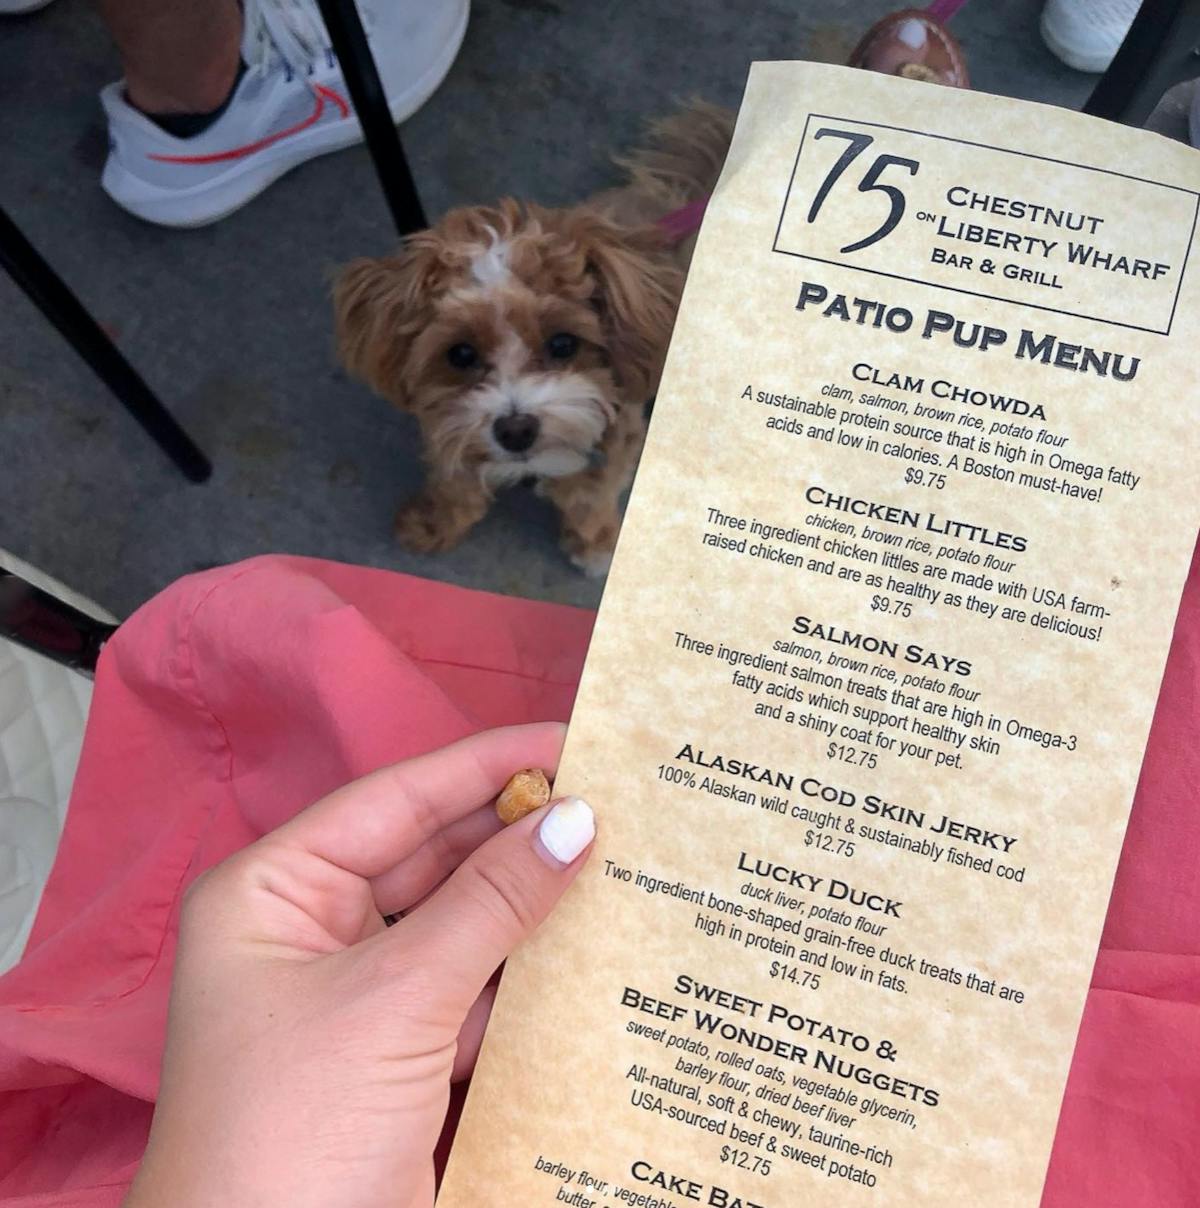 75
CHESTNUT
ON LIBERTY WHARF
BAR & GRILL
PATIO PUP MENU
CLAM CHOWDA
clam, salmon, brown rice, potato flour
A sustainable protein source that is high in Omega fatty
acids and low in calories. A Boston must-have!
$9.75
CHICKEN LITTLES
chicken, brown rice, potato flour
Three ingredient chicken littles are made with USA farm-
raised chicken and are as healthy as they are delicious!
$9.75
SALMON SAYS
salmon, brown rice, potato flour
Three ingredient salmon treats that are high in Omega-3
fatty acids which support healthy skin
and a shiny coat for your pet.
$12.75
ALASKAN COD SKIN JERKY
100% Alaskan wild caught & sustainably fished cod
$12.75
LUCKY DUCK
duck liver, potato flour
Two ingredient bone-shaped grain-free duck treats that are
high in protein and low in fats.
$14.75
SWEET POTATO &
BEEF WONDER NUGGETS
sweet potato, rolled oats, vegetable glycerin,
barley flour, dried beef liver
All-natural, soft & chewy, taurine-rich
USA-sourced beef & sweet potato
$12.75
CAKE
barley flour,
butter,